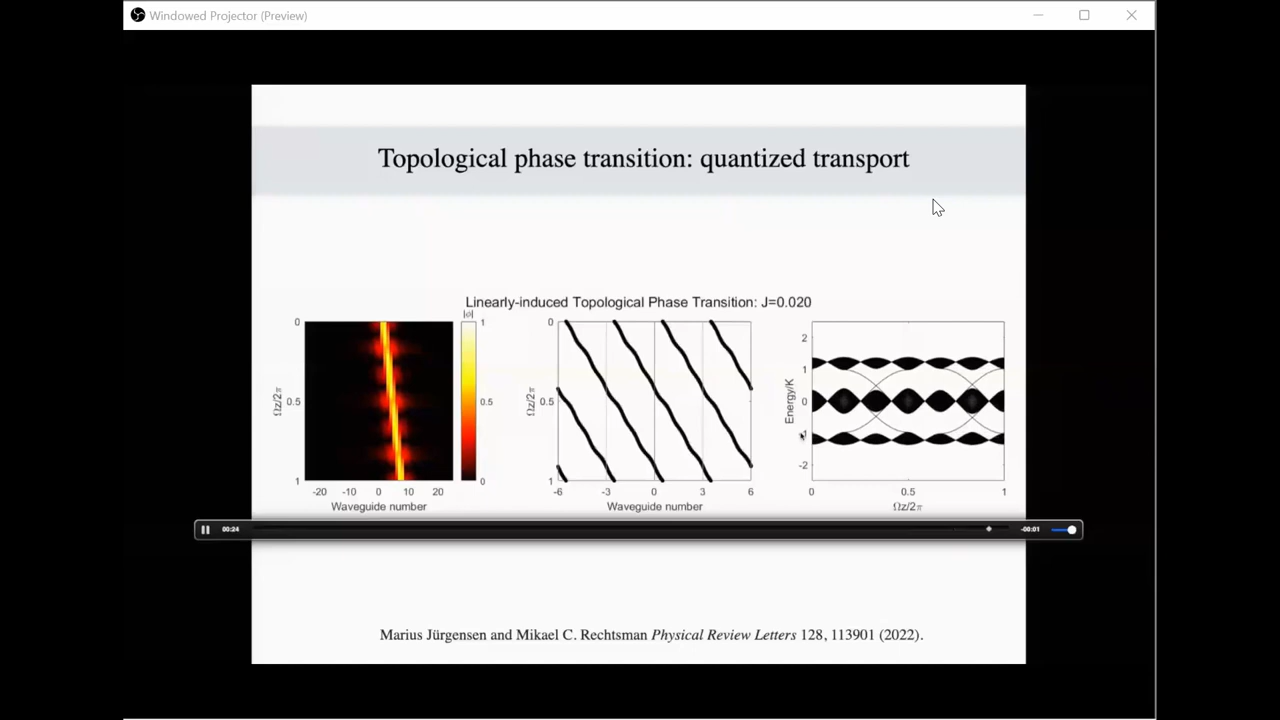 Windowed Projector (Preview)
Topological phase transition: quantized transport
Linearly-induced Topological Phase Transition: J=0.020
|ϕ|
0
0.5
1
Ωz/2π
-20 -10 0 10 20
Waveguide number
1
0.5
0
0
0.5
1
Ωz/2π
-6 -3 0 3 6
Waveguide number
2
1
0
-1
-2
Energy/K
0 0.5 1
Ωz/2π
00:24
-00:01
Marius Jürgensen and Mikael C. Rechtsman Physical Review Letters 128, 113901 (2022).